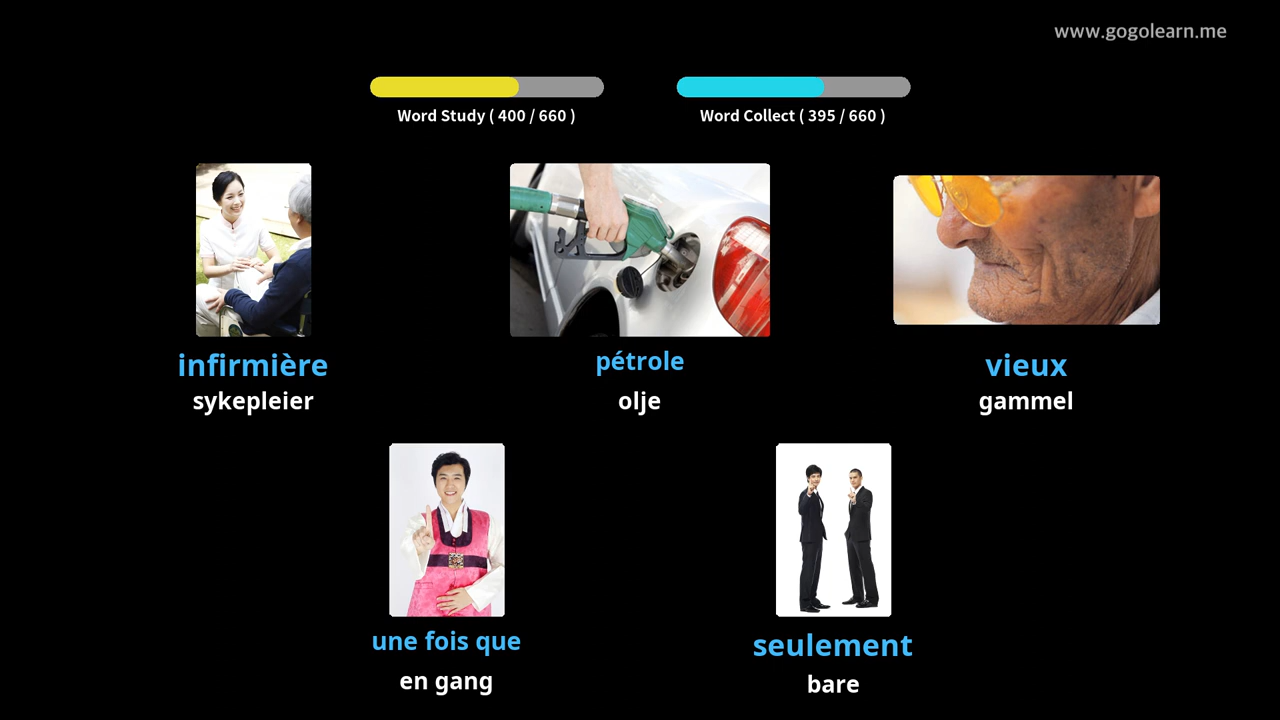 www.gogolearn.me
Word Study ( 400 / 660 )
Word Collect ( 395 / 660 )
infirmière
sykepleier
pétrole
olje
vieux
gammel
une fois que
en gang
seulement
bare